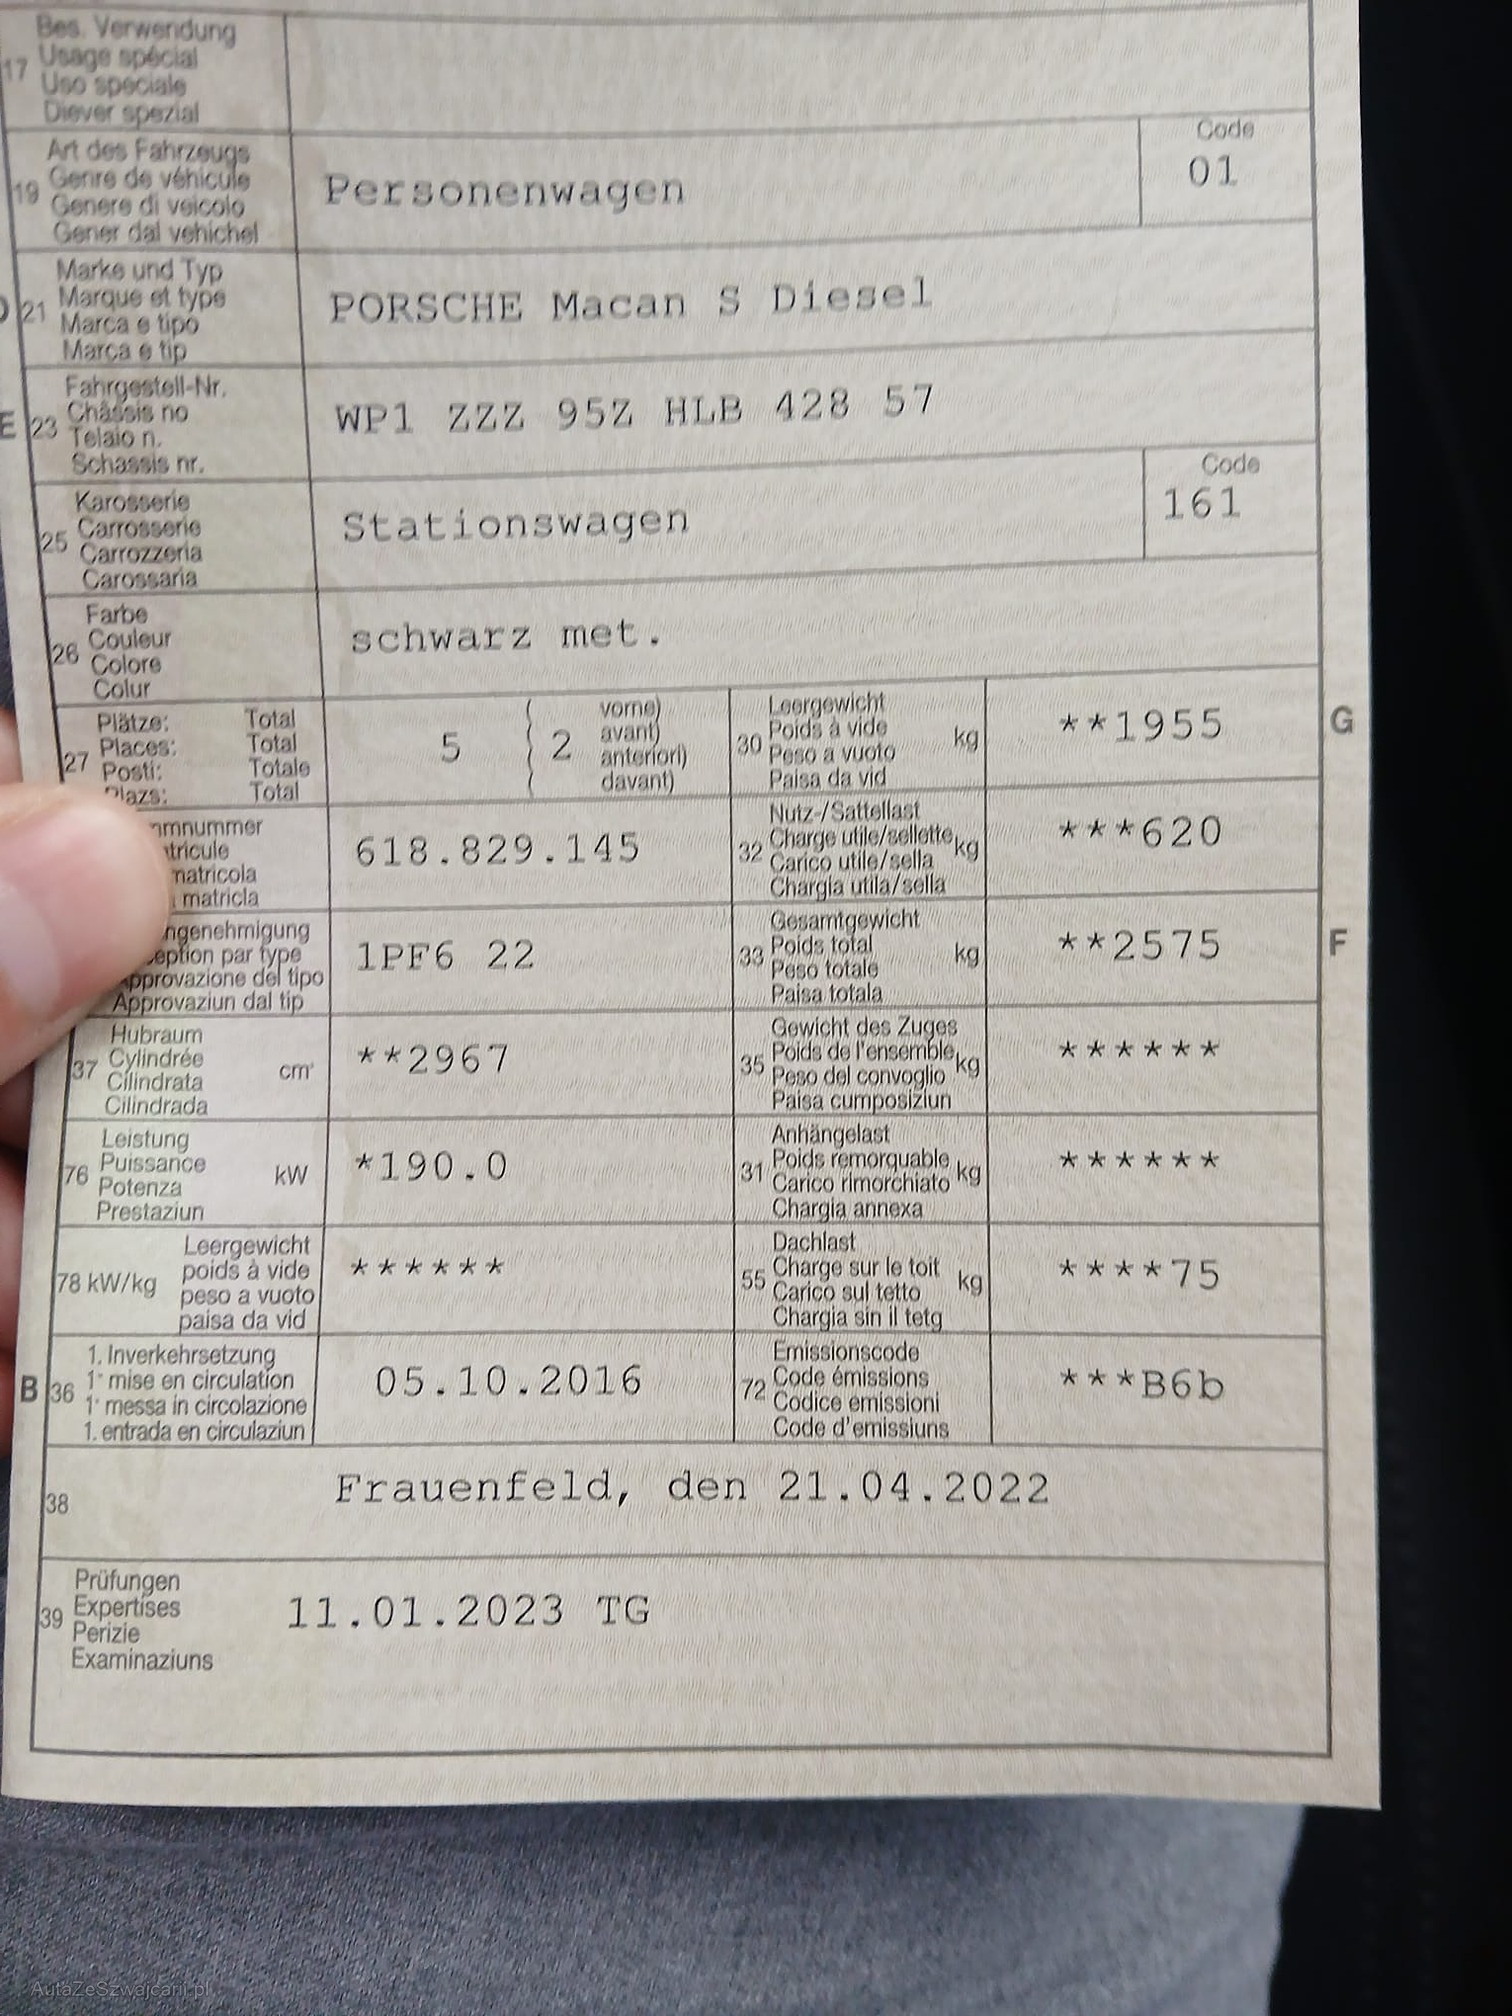 Bes. Verwendung
17 Usage spécial
Uso speciale
Diever spezial
Art des Fahrzeugs
19 Genre de véhicule
Genere di veicolo
Gener dal vehichel
Personenwagen
Code
01
Marke und Typ
21 Marque et type
Marca e tipo
Marca e tip
PORSCHE Macan S Diesel
Fahrgestell-Nr.
E 23 Châssis no
Telaio n.
Schassis nr.
WP1 ZZZ 95Z HLB 428 57
Karosserie
25 Carrosserie
Carrozzeria
Carossaria
Stationswagen
Code
161
Farbe
26 Couleur
Colore
Colur
schwarz met.
Plätze: Total
27 Places: Total
Posti: Totale
Plazs: Total
5 2
vorne)
avant)
anteriori)
davant)
Leergewicht
30 Poids à vide kg
Peso a vuoto
Paisa da vid
**1955
G
matricola
matricla
618.829.145
Nutz-/Sattellast
32 Charge utile/sellette kg
Carico utile/sella
Chargia utila/sella
***620
par type
Approvazione del tipo
Approvaziun dal tip
1PF6 22
Gesamtgewicht
33 Poids total kg
Peso totale
Paisa totala
**2575
F
Hubraum
37 Cylindrée cm³
Cilindrata
Cilindrada
**2967
Gewicht des Zuges
35 Poids de l'ensemble kg
Peso del convoglio
Paisa cumposiziun
******
Leistung
76 Puissance kW
Potenza
Prestaziun
*190.0
Anhängelast
31 Poids remorquable kg
Carico rimorchiato
Chargia annexa
******
Leergewicht
78 kW/kg poids à vide
peso a vuoto
paisa da vid
******
Dachlast
55 Charge sur le toit kg
Carico sul tetto
Chargia sin il tetg
****75
1. Inverkehrsetzung
B 36 1ʳ mise en circulation
1ʳ messa in circolazione
1. entrada en circulaziun
05.10.2016
Emissionscode
72 Code émissions
Codice emissioni
Code d'emissiuns
***B6b
38 Frauenfeld, den 21.04.2022
Prüfungen
39 Expertises
Perizie
Examinaziuns
11.01.2023 TG
AutaZeSzwajcarii.pl